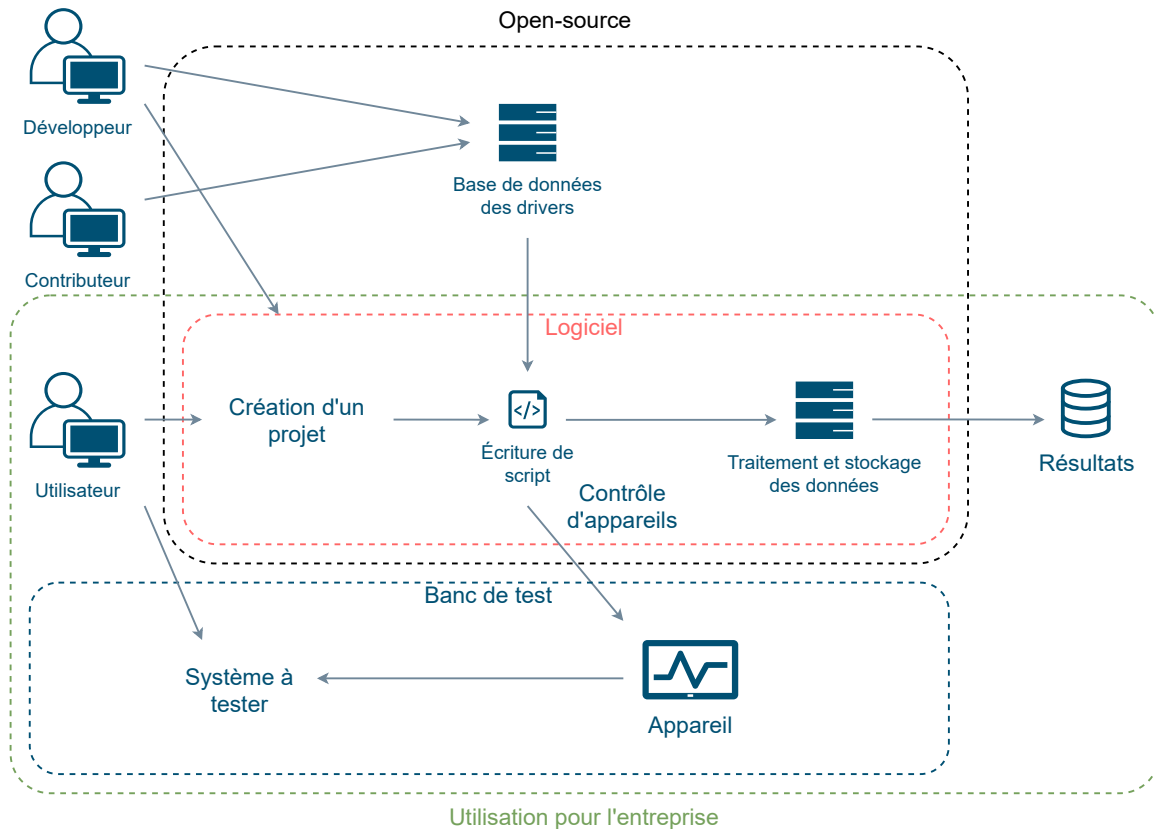 Open-source
Développeur
Base de données
des drivers
Contributeur
Logiciel
Création d'un
projet
</>
Écriture de
script
Traitement et stockage
des données
Résultats
Utilisateur
Contrôle
d'appareils
Banc de test
Système à
tester
Appareil
Utilisation pour l'entreprise